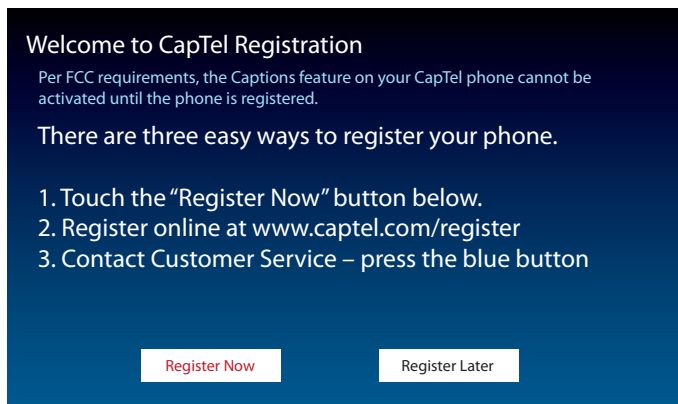 Welcome to CapTel Registration
Per FCC requirements, the Captions feature on your CapTel phone cannot be
activated until the phone is registered.
There are three easy ways to register your phone.
1. Touch the “Register Now” button below.
2. Register online at www.captel.com/register
3. Contact Customer Service – press the blue button
Register Now
Register Later